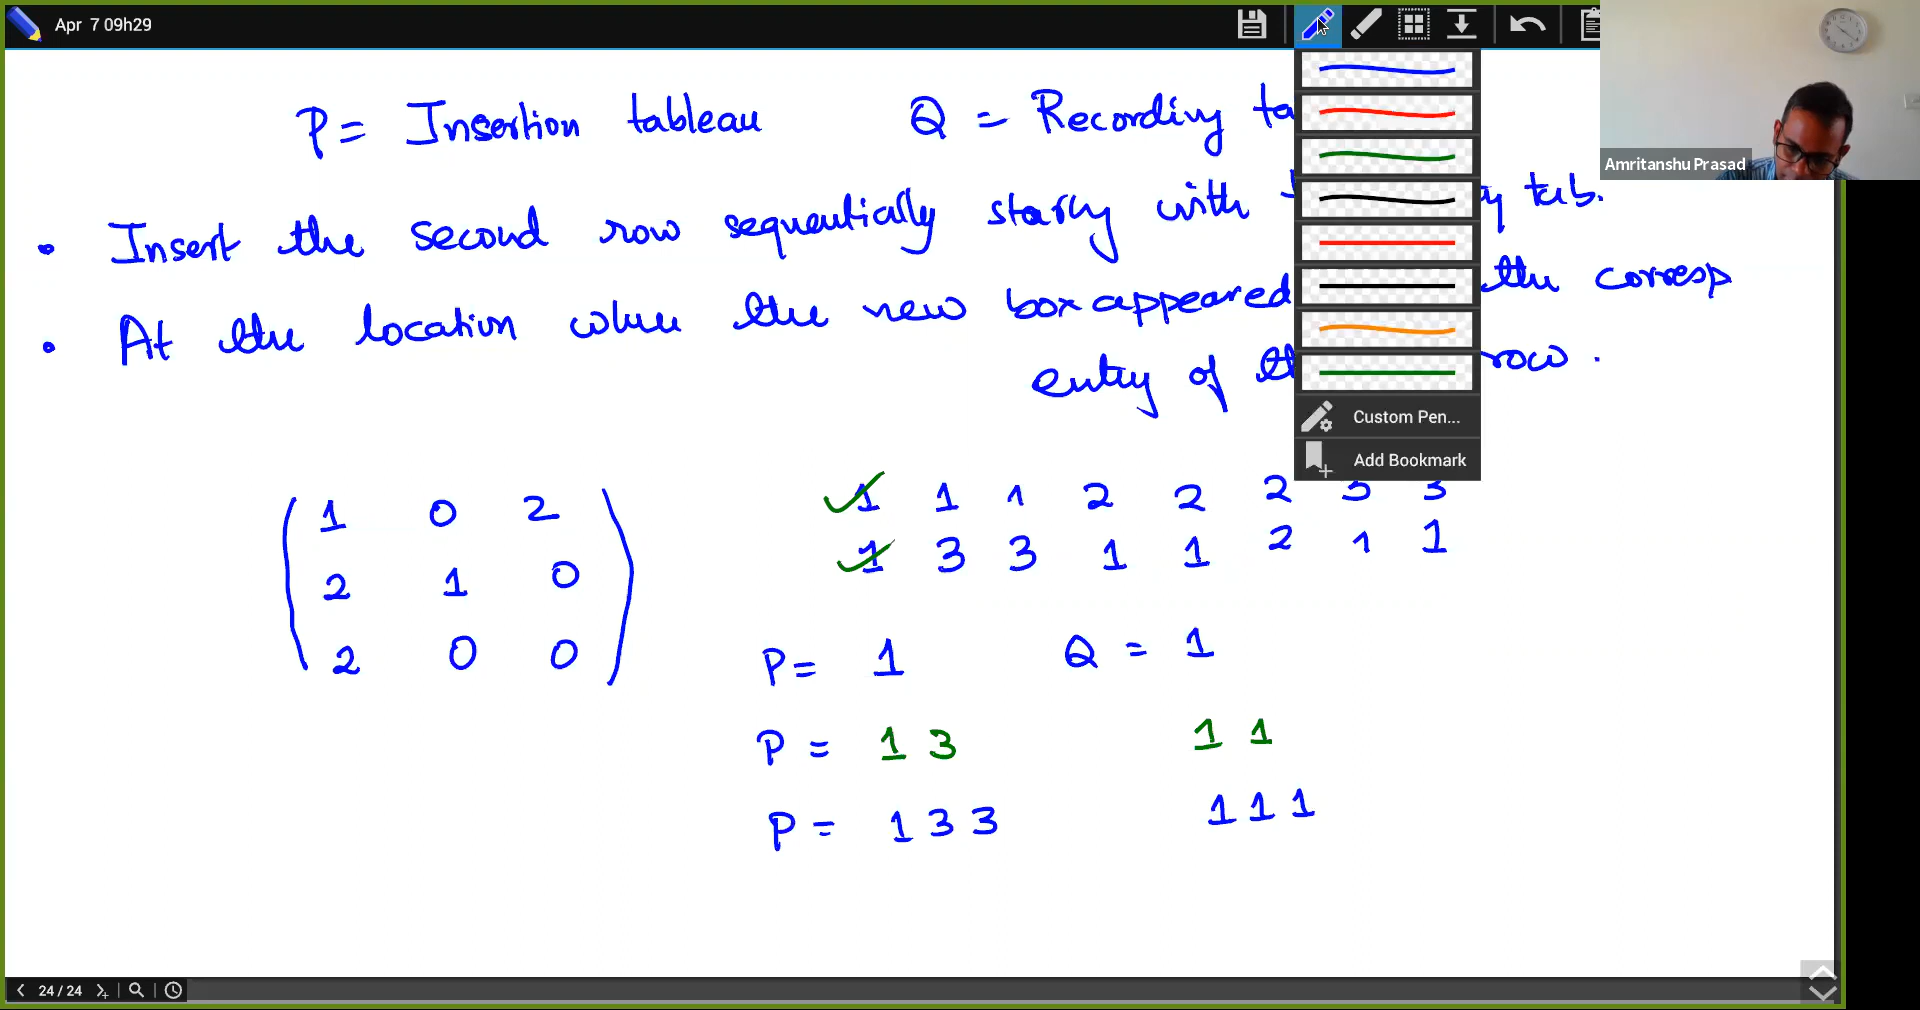 Apr 7 09h29
P = Insertion tableau Q = Recording ta
Amritanshu Prasad
• Insert the second row sequentially with y tab.
• At the location where the new box appeared the corresp
entry of th row.
1 0 2
2 1 0
2 0 0
1 1 1 2 2 2 3 3
1 3 3 1 1 2 1 1
P = 1 Q = 1
P = 1 3 1 1
P = 1 3 3 1 1 1
Custom Pen...
Add Bookmark
24 / 24